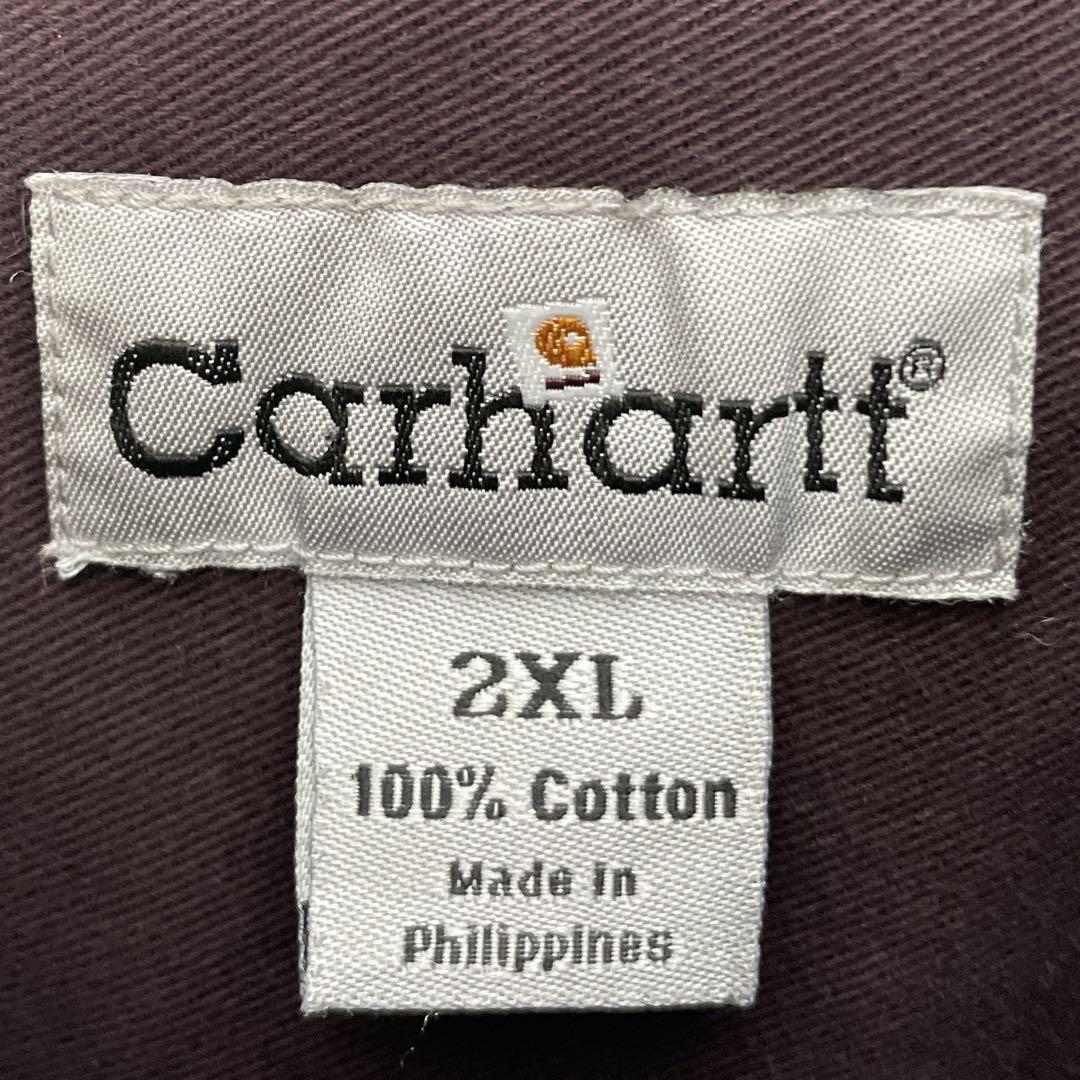 Carhartt®
2XL
100% Cotton
Made in
Philippines